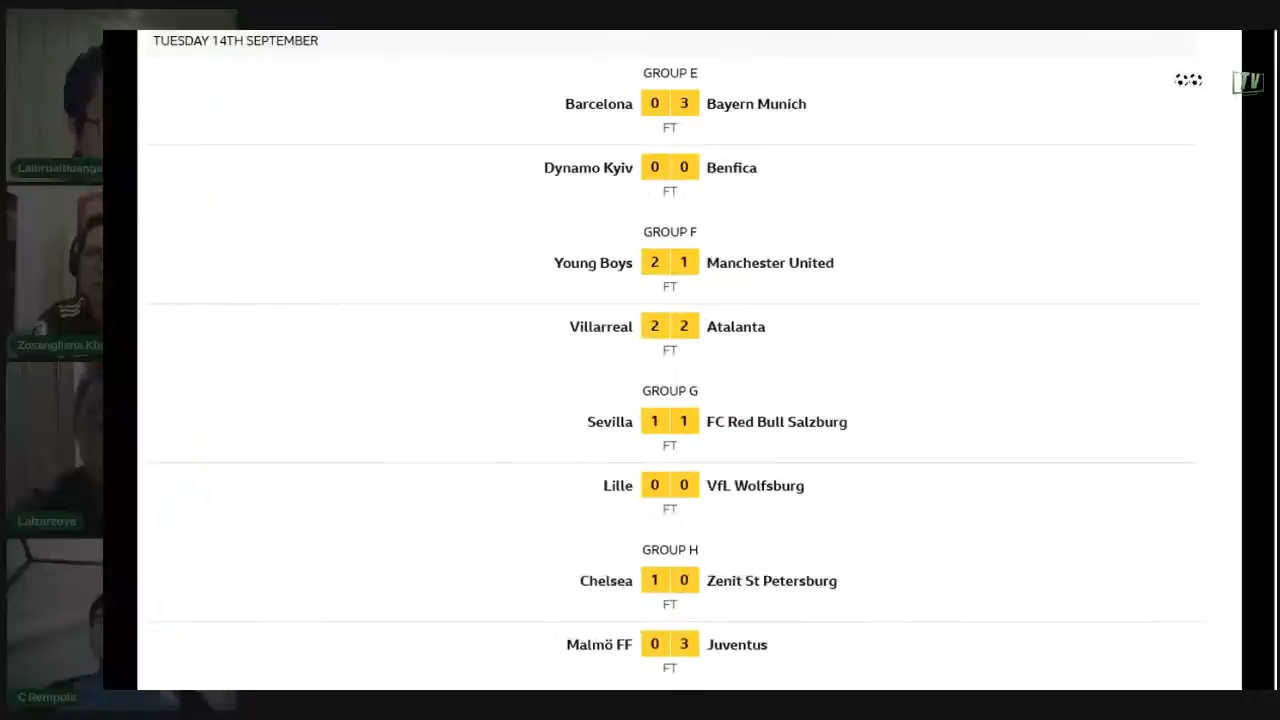 TUESDAY 14TH SEPTEMBER
GROUP E
Barcelona 0 3 Bayern Munich
FT
Dynamo Kyiv 0 0 Benfica
FT
GROUP F
Young Boys 2 1 Manchester United
FT
Villarreal 2 2 Atalanta
FT
GROUP G
Sevilla 1 1 FC Red Bull Salzburg
FT
Lille 0 0 VfL Wolfsburg
FT
GROUP H
Chelsea 1 0 Zenit St Petersburg
FT
Malmö FF 0 3 Juventus
FT
TV
C Rempuia